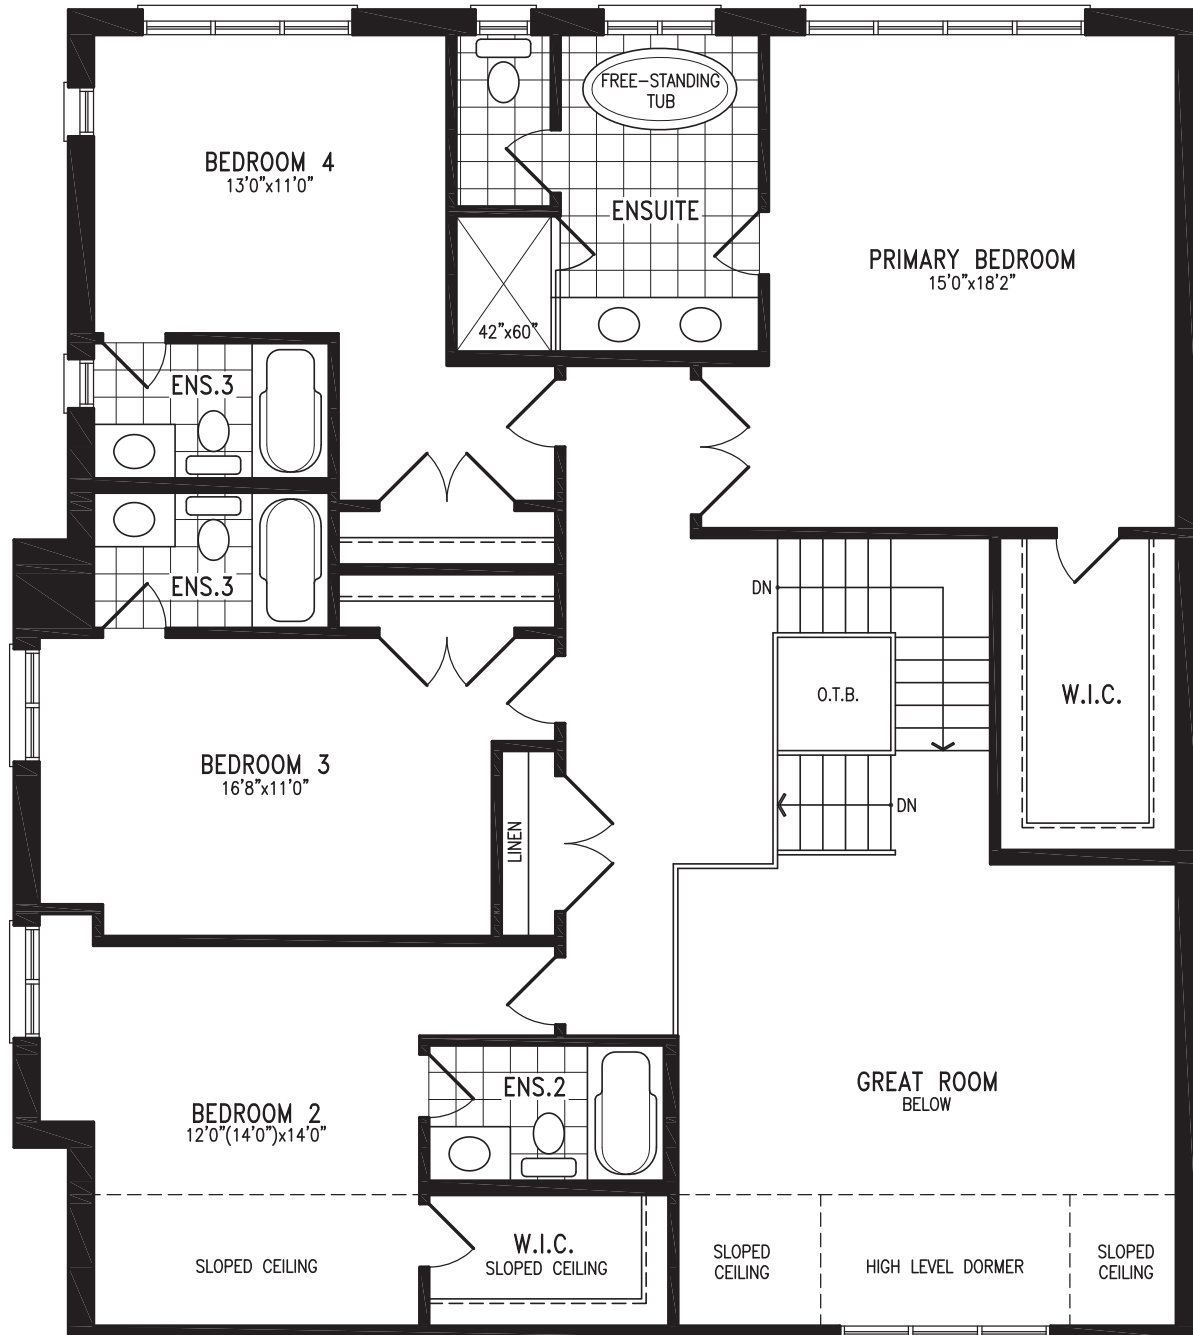 FREE-STANDING
TUB
BEDROOM 4
13'0"x11'0"
ENSUITE
PRIMARY BEDROOM
15'0"x18'2"
42"x60"
ENS.3
ENS.3
DN
O.T.B.
W.I.C.
BEDROOM 3
16'8"x11'0"
LINEN
DN
ENS.2
GREAT ROOM
BELOW
BEDROOM 2
12'0"(14'0")x14'0"
SLOPED CEILING
W.I.C.
SLOPED CEILING
SLOPED
CEILING
HIGH LEVEL DORMER
SLOPED
CEILING